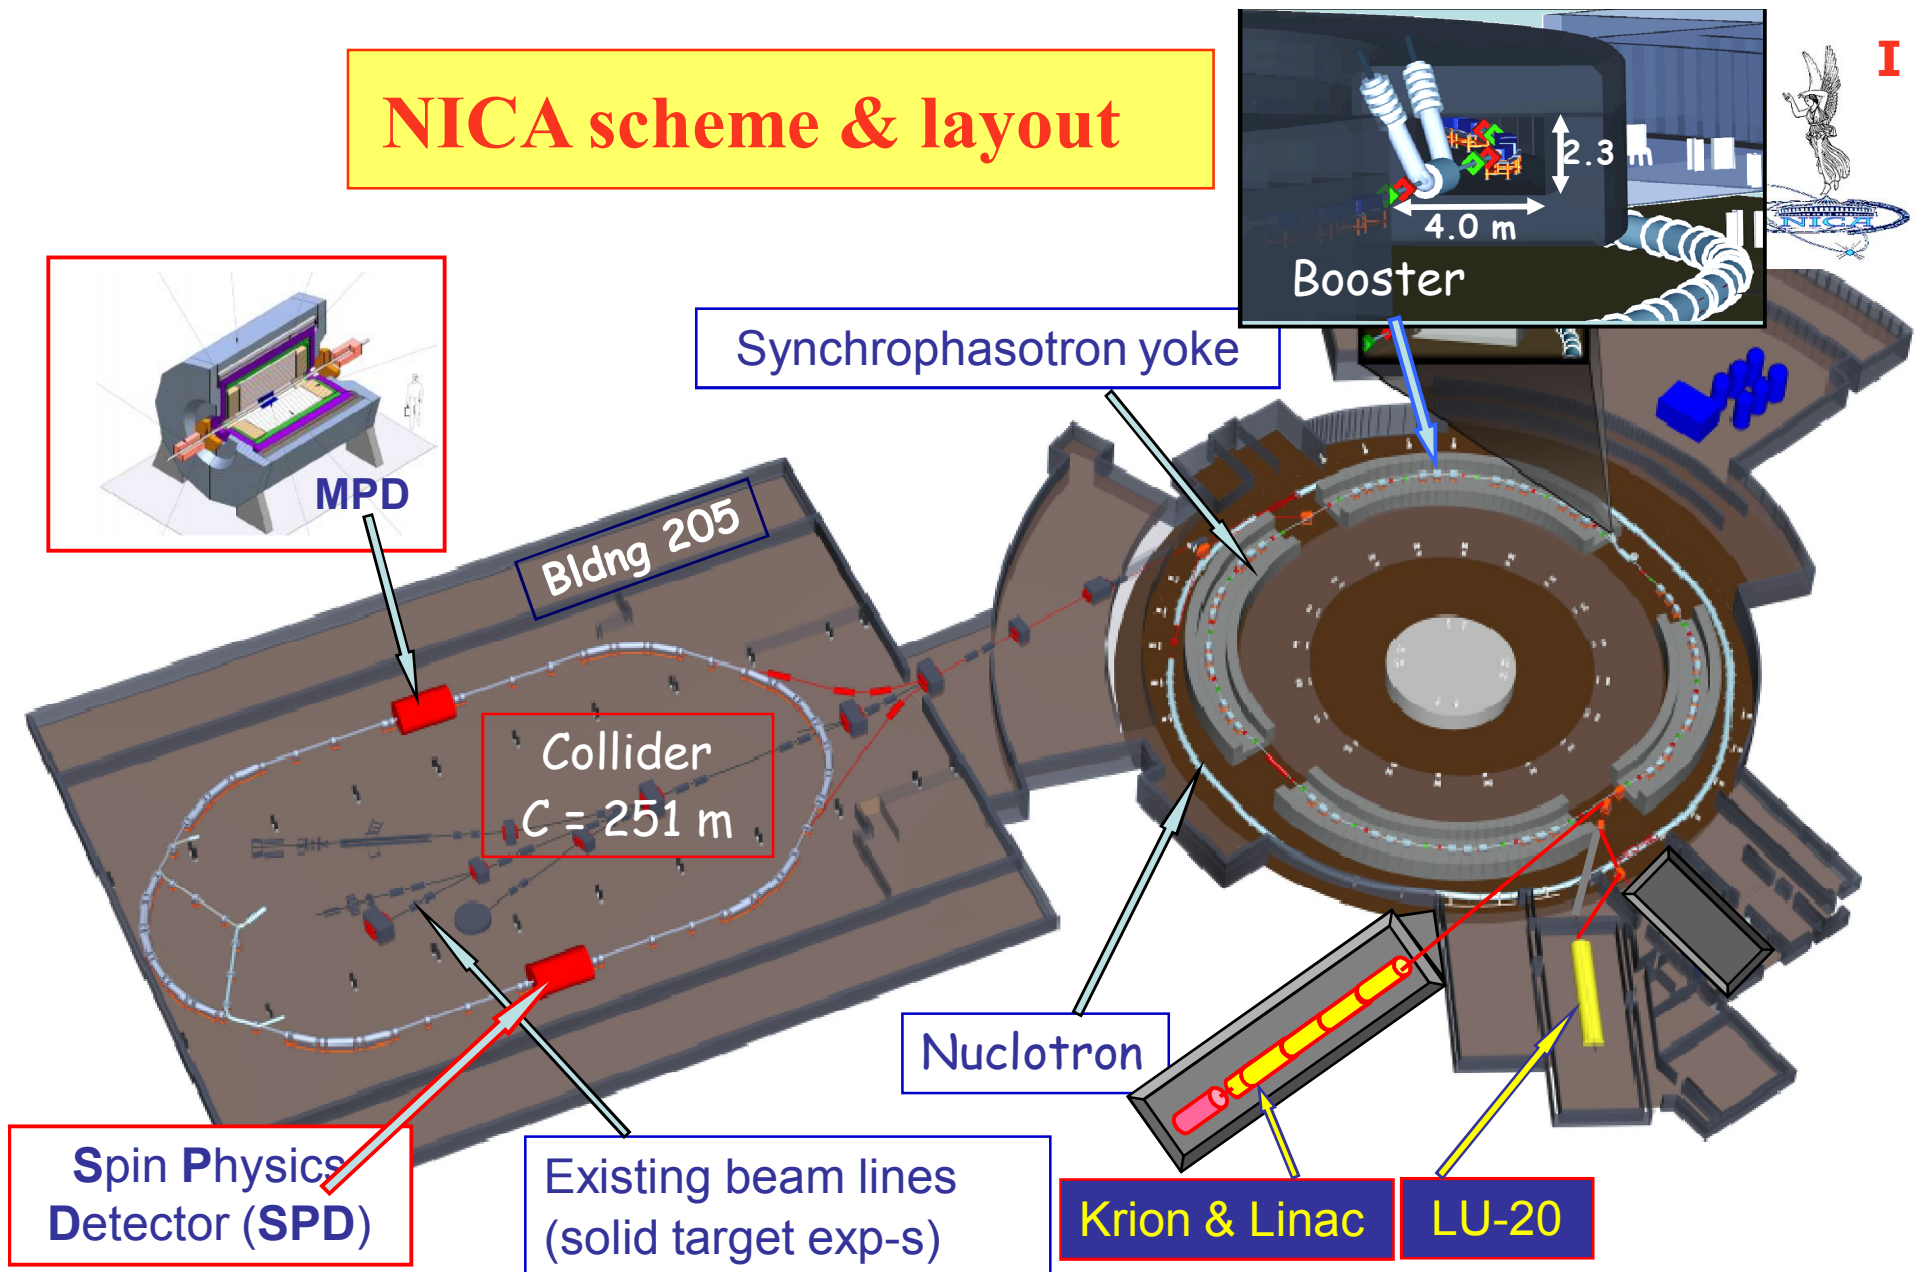 NICA scheme & layout
I
2.3 m
4.0 m
Booster
NICA
Synchrophasotron yoke
MPD
Bldng 205
Collider
C = 251 m
Nuclotron
Spin Physics
Detector (SPD)
Existing beam lines
(solid target exp-s)
Krion & Linac
LU-20